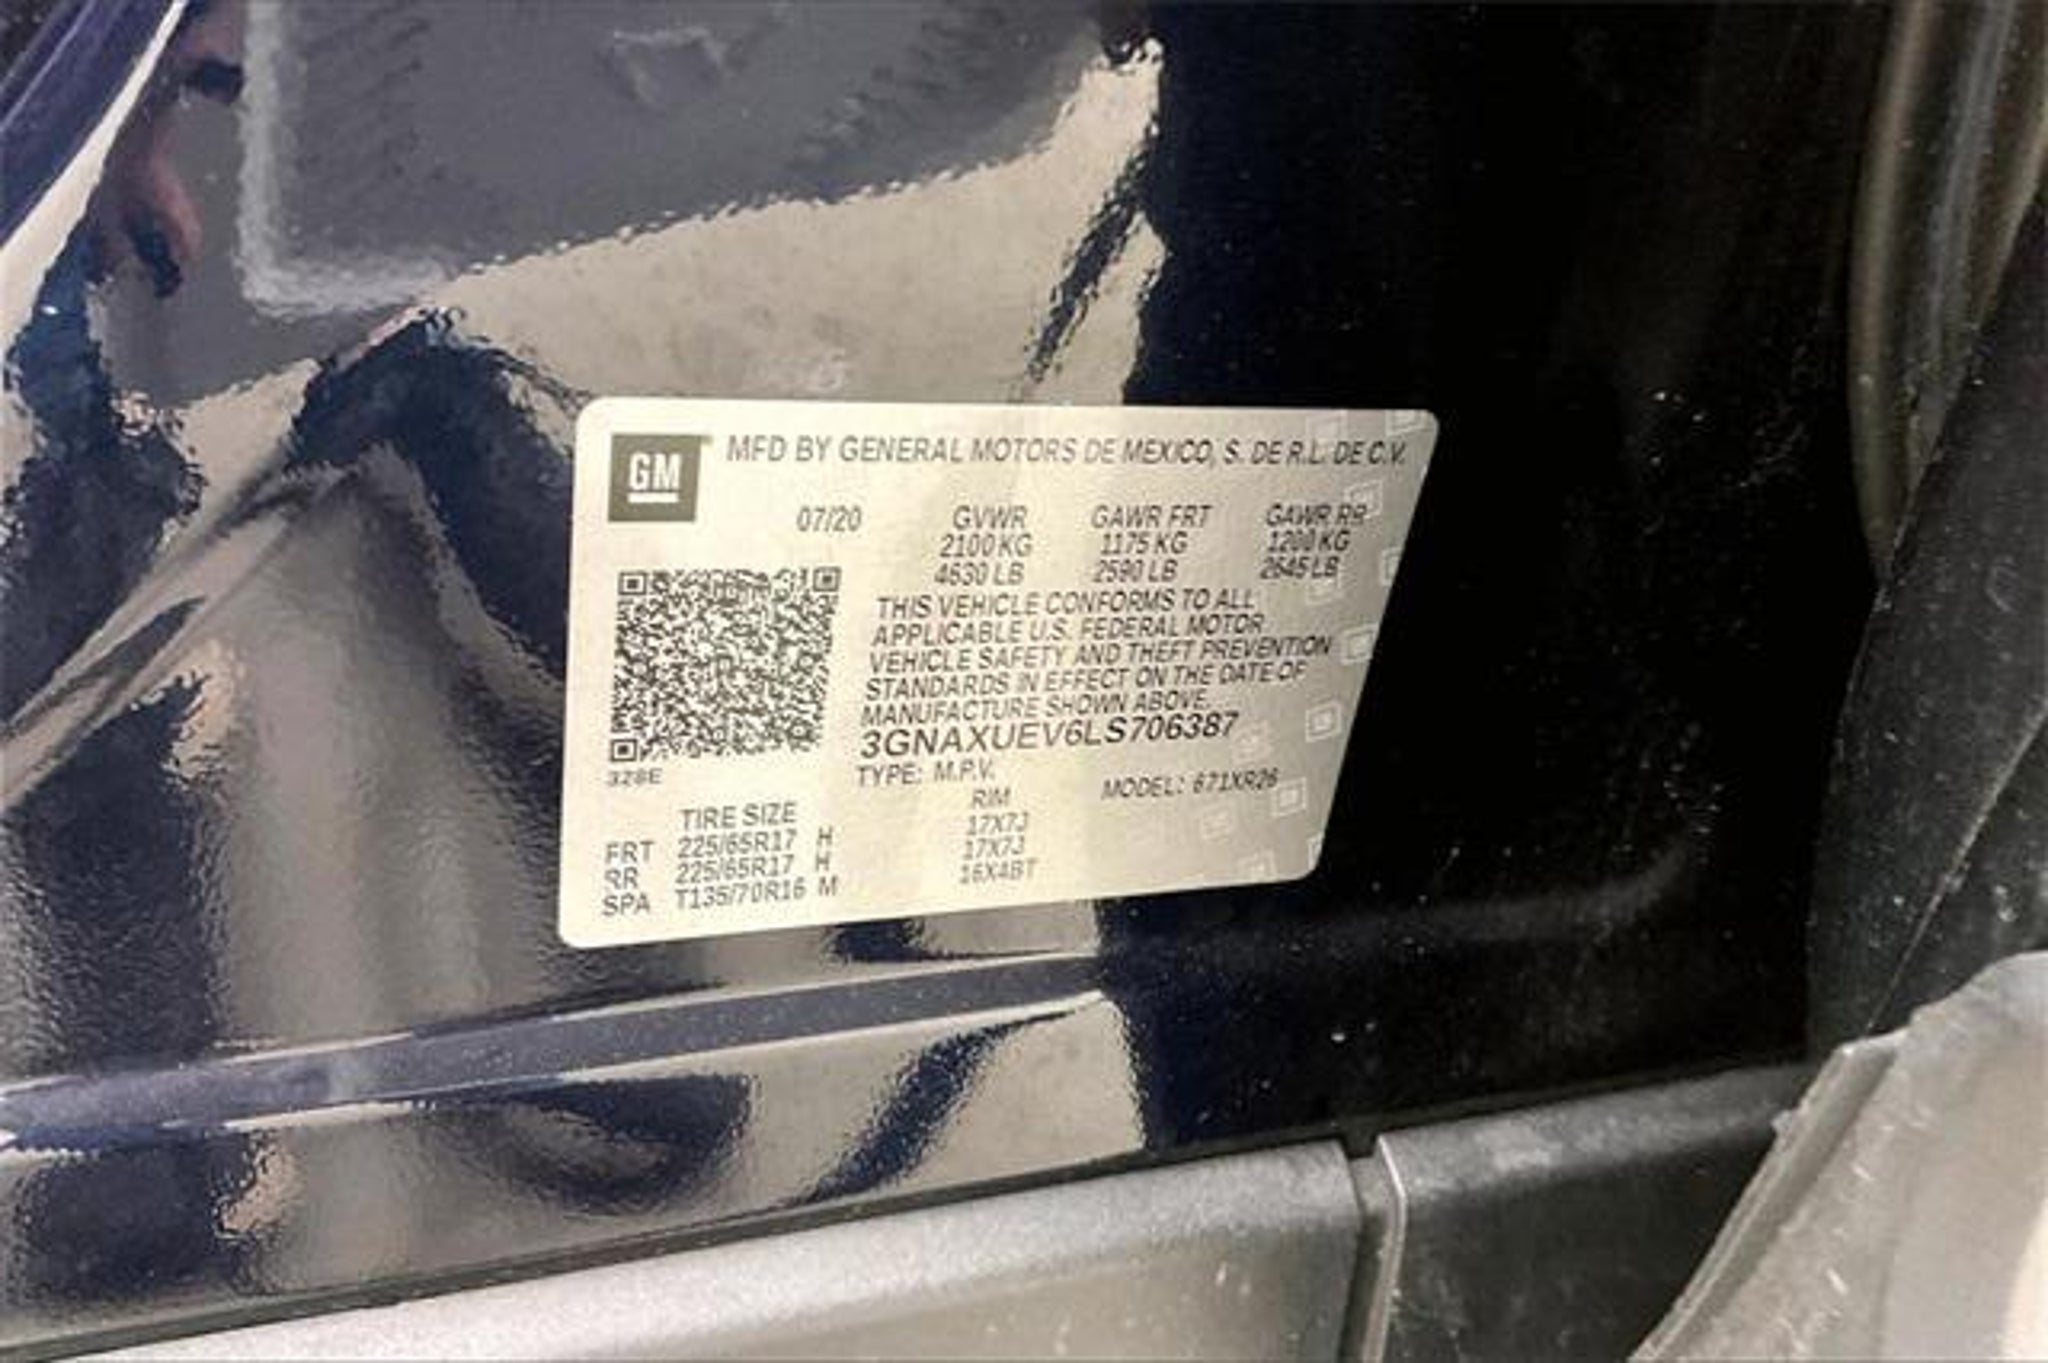 GM
MFD BY GENERAL MOTORS DE MEXICO, S. DE R.L. DE C.V.
07/20 GVWR GAWR FRT GAWR RR
2100 KG 1175 KG 1200 KG
4630 LB 2590 LB 2645 LB
THIS VEHICLE CONFORMS TO ALL
APPLICABLE U.S. FEDERAL MOTOR
VEHICLE SAFETY AND THEFT PREVENTION
STANDARDS IN EFFECT ON THE DATE OF
MANUFACTURE SHOWN ABOVE.
3GNAXUEV6LS706387
328E
TYPE: M.P.V. MODEL: 671XR26
TIRE SIZE RIM
FRT 225/65R17 H 17X7J
RR 225/65R17 H 17X7J
SPA T135/70R16 M 16X4BT